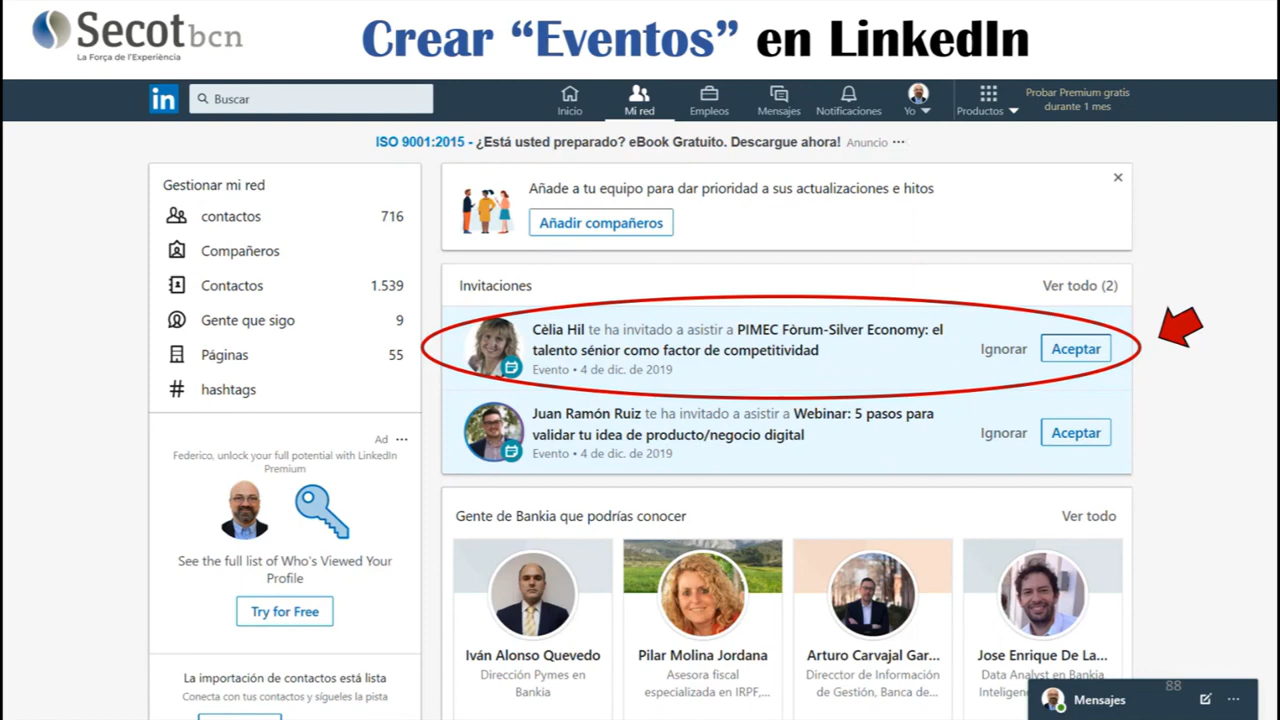 Secot bcn
La Força de l'Experiència
Crear “Eventos” en LinkedIn
in
Buscar
Inicio
Mi red
Empleos
Mensajes
Notificaciones
Yo
Productos
Probar Premium gratis
durante 1 mes
ISO 9001:2015 - ¿Está usted preparado? eBook Gratuito. Descargue ahora! Anuncio ···
Gestionar mi red
contactos 716
Compañeros
Contactos 1.539
Gente que sigo 9
Páginas 55
# hashtags
Ad ···
Federico, unlock your full potential with LinkedIn
Premium
See the full list of Who's Viewed Your
Profile
Try for Free
La importación de contactos está lista
Conecta con tus contactos y sígueles la pista
Añade a tu equipo para dar prioridad a sus actualizaciones e hitos
Añadir compañeros
Invitaciones
Ver todo (2)
Cèlia Hil te ha invitado a asistir a PIMEC Fòrum-Silver Economy: el
talento sénior como factor de competitividad
Evento • 4 de dic. de 2019
Ignorar
Aceptar
Juan Ramón Ruiz te ha invitado a asistir a Webinar: 5 pasos para
validar tu idea de producto/negocio digital
Evento • 4 de dic. de 2019
Ignorar
Aceptar
Gente de Bankia que podrías conocer
Ver todo
Iván Alonso Quevedo
Dirección Pymes en
Bankia
Pilar Molina Jordana
Asesora fiscal
especializada en IRPF,...
Arturo Carvajal Gar...
Dirècctor de Información
de Gestión, Banca de...
Jose Enrique De La...
Data Analyst en Bankia
88
Mensajes